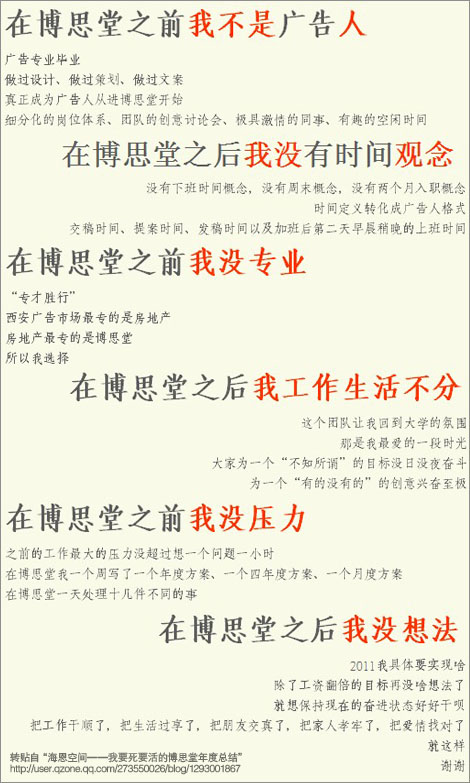 在博思堂之前我不是广告人
广告专业毕业
做过设计、做过策划、做过文案
真正成为广告人从进博思堂开始
细分化的岗位体系、团队的创意讨论会、极具激情的同事、有趣的空闲时间
在博思堂之后我没有时间观念
没有下班时间概念，没有周末概念，没有两个月入职概念
时间定义转化成广告人格式
交稿时间、提案时间、发稿时间以及加班后第二天早晨稍晚的上班时间
在博思堂之前我没专业
“专才胜行”
西安广告市场最专的是房地产
房地产最专的是博思堂
所以我选择
在博思堂之后我工作生活不分
这个团队让我回到大学的氛围
那是我最爱的一段时光
大家为一个“不知所谓”的目标没日没夜奋斗
为一个“有的没有的”的创意兴奋至极
在博思堂之前我没压力
之前的工作最大的压力没超过想一个问题一小时
在博思堂我一个周写了一个年度方案、一个四年度方案、一个月度方案
在博思堂一天处理十几件不同的事
在博思堂之后我没想法
2011我具体要实现啥
除了工资翻倍的目标再没啥想法了
就想保持现在的奋进状态好好干呗
把工作干顺了，把生活过享了，把朋友交真了，把家人孝牢了，把爱情找对了
就这样
谢谢
转贴自“海恩空间——我要死要活的博思堂年度总结”
http://user.qzone.qq.com/273550026/blog/1293001867